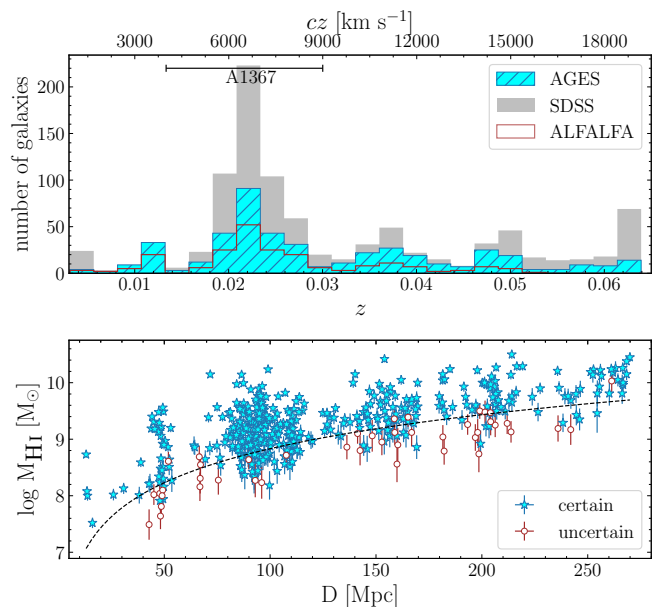 cz [km s⁻¹]
3000 6000 9000 12000 15000 18000
A1367
AGES
SDSS
ALFALFA
number of galaxies
200
150
100
50
0
0.01 0.02 0.03 0.04 0.05 0.06
z
log M_HI [M_⊙]
10
9
8
7
certain
uncertain
50 100 150 200 250
D [Mpc]